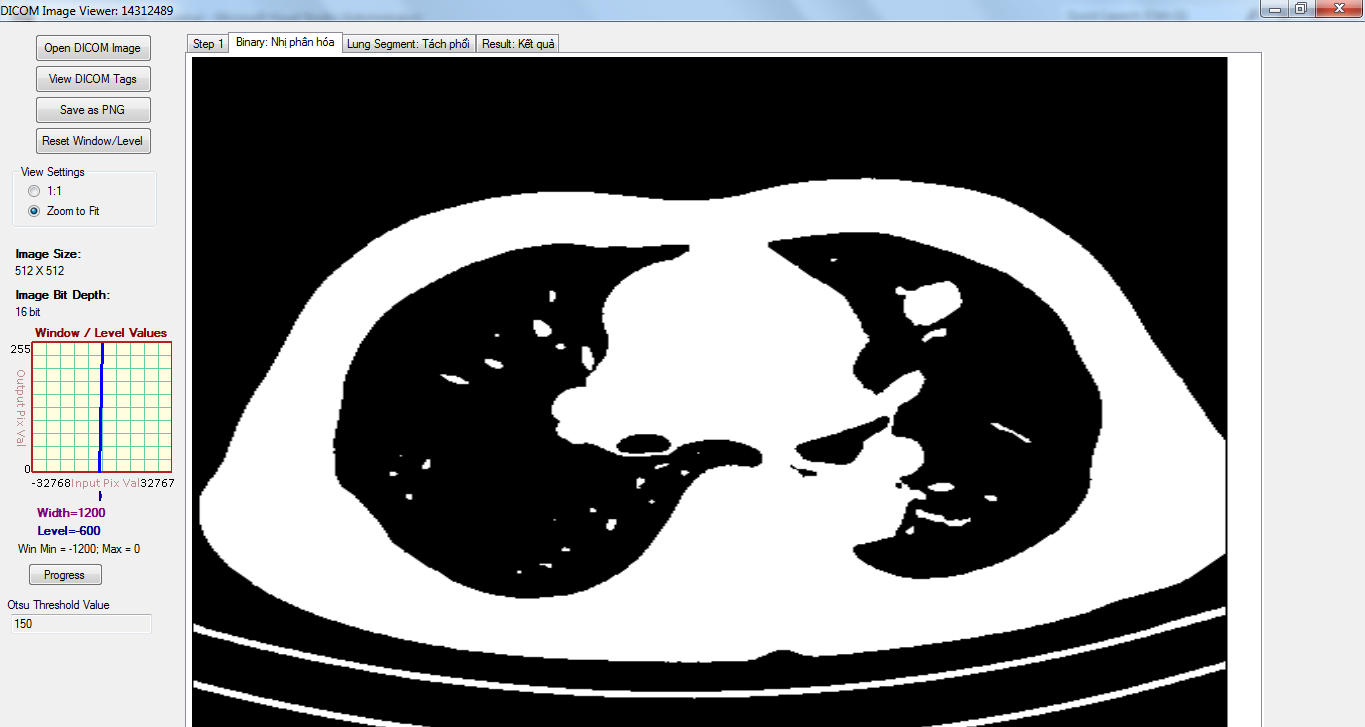 DICOM Image Viewer: 14312489
Open DICOM Image
View DICOM Tags
Save as PNG
Reset Window/Level
View Settings
1:1
Zoom to Fit
Image Size:
512 X 512
Image Bit Depth:
16 bit
Window / Level Values
255
Output Pix Val
0
-32768 Input Pix Val 32767
Width=1200
Level=-600
Win Min = -1200; Max = 0
Progress
Otsu Threshold Value
150
Step 1
Binary: Nhị phân hóa
Lung Segment: Tách phổi
Result: Kết quả